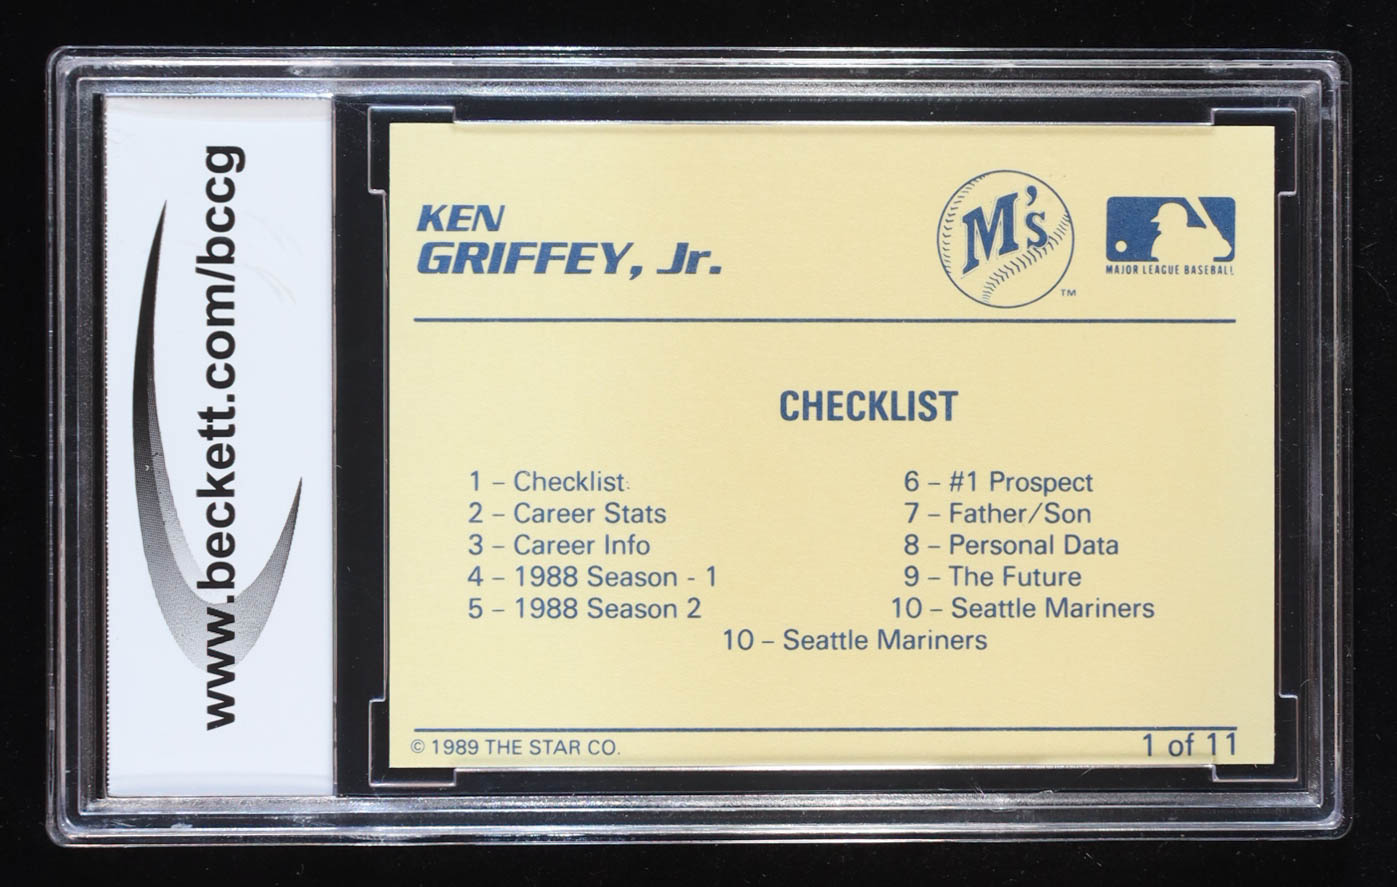 www.beckett.com/bccg
KEN
GRIFFEY, Jr.
M's
TM
MAJOR LEAGUE BASEBALL
CHECKLIST
1 – Checklist
2 – Career Stats
3 – Career Info
4 – 1988 Season - 1
5 – 1988 Season 2
6 – #1 Prospect
7 – Father/Son
8 – Personal Data
9 – The Future
10 – Seattle Mariners
10 – Seattle Mariners
© 1989 THE STAR CO.
1 of 11